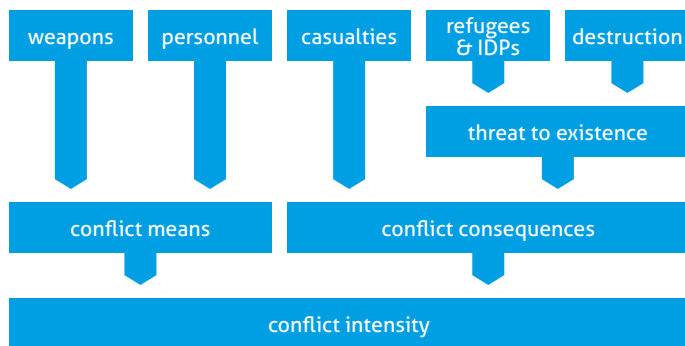 weapons
personnel
casualties
refugees
& IDPs
destruction
threat to existence
conflict means
conflict consequences
conflict intensity